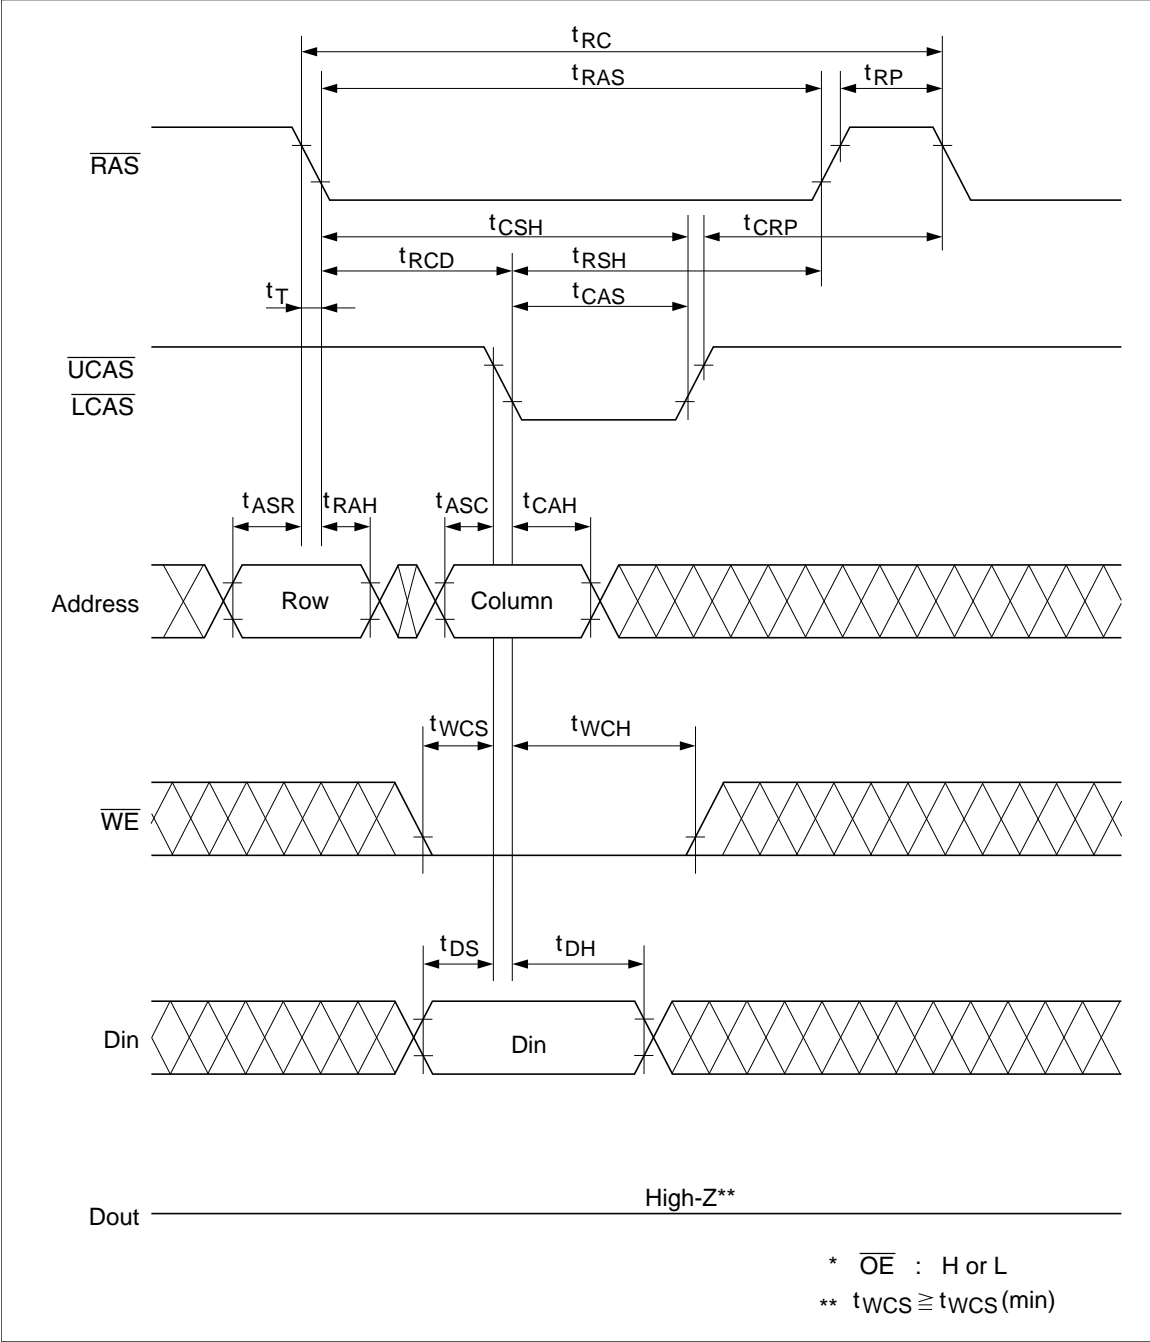 tRC
tRAS
tRP
RAS
tCSH
tCRP
tRCD
tRSH
tT
tCAS
UCAS
LCAS
tASR
tRAH
tASC
tCAH
Address
Row
Column
tWCS
tWCH
WE
tDS
tDH
Din
Din
High-Z**
Dout
* OE : H or L
** tWCS ≧ tWCS (min)